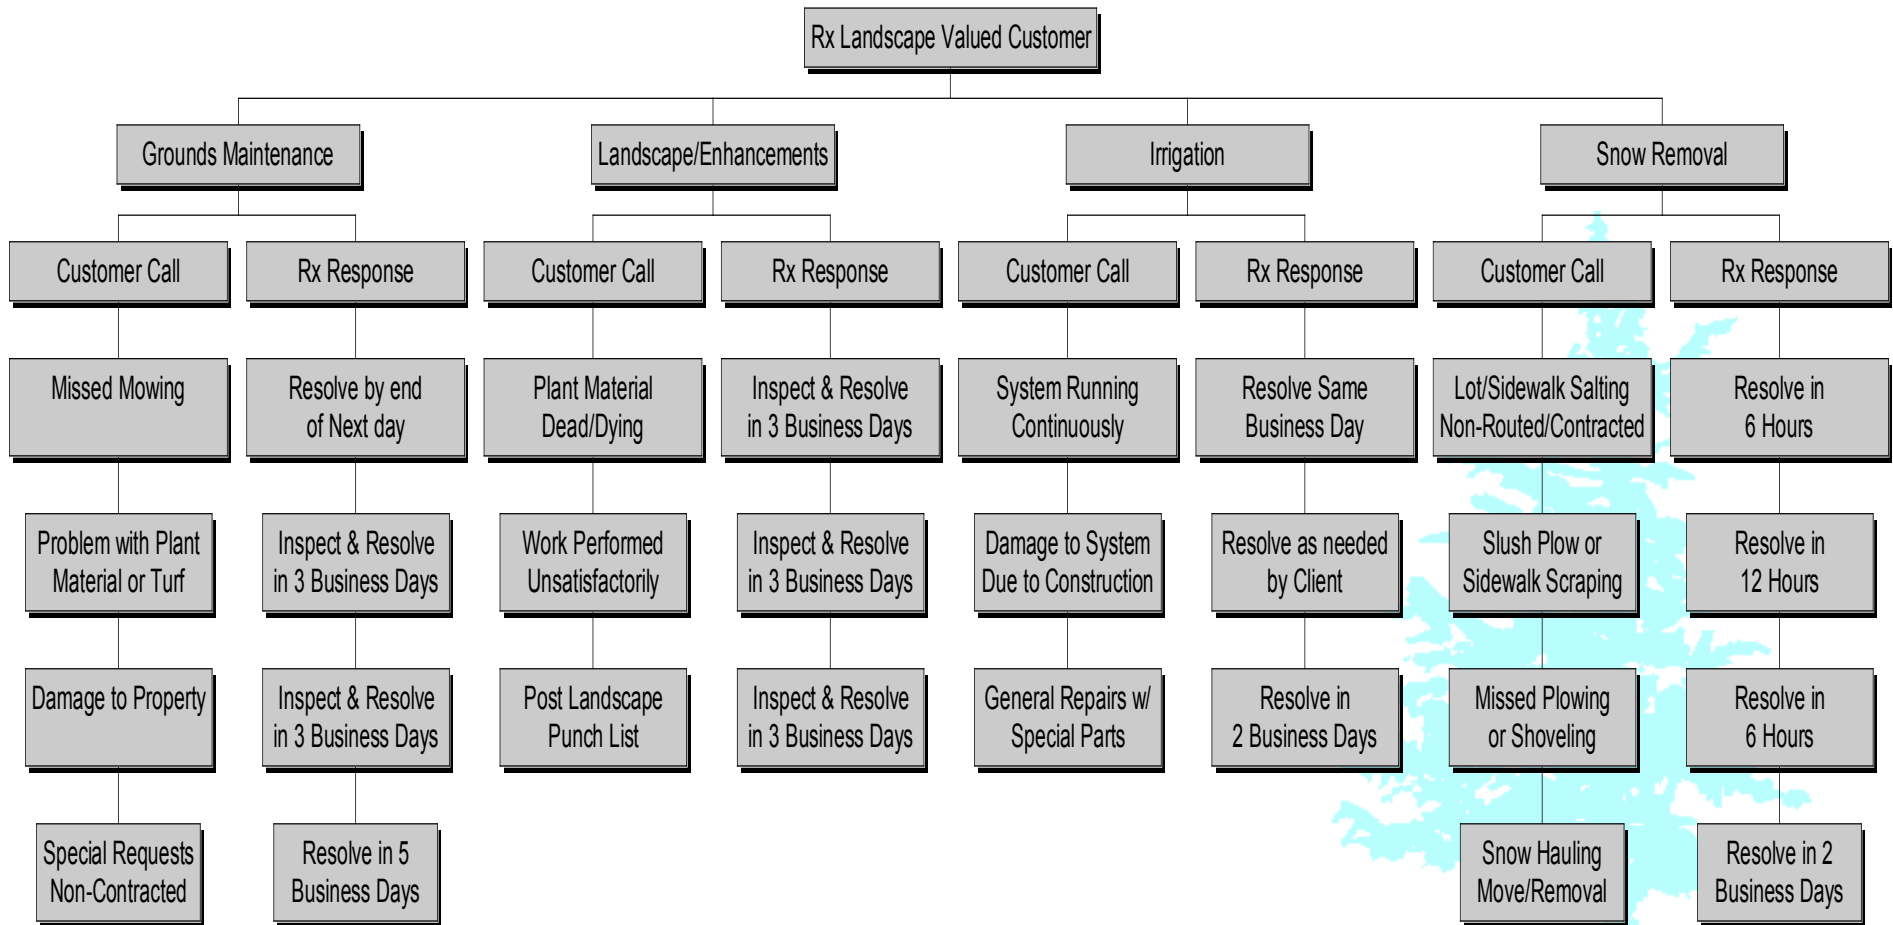 Rx Landscape Valued Customer
Grounds Maintenance
Landscape/Enhancements
Irrigation
Snow Removal
Customer Call
Rx Response
Customer Call
Rx Response
Customer Call
Rx Response
Customer Call
Rx Response
Missed Mowing
Resolve by end
of Next day
Plant Material
Dead/Dying
Inspect & Resolve
in 3 Business Days
System Running
Continuously
Resolve Same
Business Day
Lot/Sidewalk Salting
Non-Routed/Contracted
Resolve in
6 Hours
Problem with Plant
Material or Turf
Inspect & Resolve
in 3 Business Days
Work Performed
Unsatisfactorily
Inspect & Resolve
in 3 Business Days
Damage to System
Due to Construction
Resolve as needed
by Client
Slush Plow or
Sidewalk Scraping
Resolve in
12 Hours
Damage to Property
Inspect & Resolve
in 3 Business Days
Post Landscape
Punch List
Inspect & Resolve
in 3 Business Days
General Repairs w/
Special Parts
Resolve in
2 Business Days
Missed Plowing
or Shoveling
Resolve in
6 Hours
Special Requests
Non-Contracted
Resolve in 5
Business Days
Snow Hauling
Move/Removal
Resolve in 2
Business Days